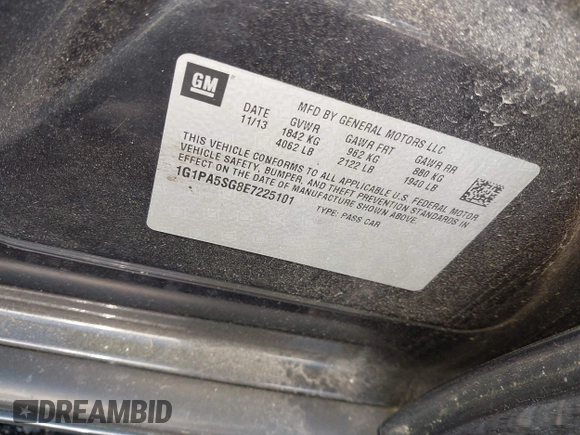 GM
MFD BY GENERAL MOTORS LLC
DATE GVWR GAWR FRT GAWR RR
11/13 1842 KG 962 KG 880 KG
4062 LB 2122 LB 1940 LB
THIS VEHICLE CONFORMS TO ALL APPLICABLE U.S. FEDERAL MOTOR
VEHICLE SAFETY, BUMPER, AND THEFT PREVENTION STANDARDS IN
EFFECT ON THE DATE OF MANUFACTURE SHOWN ABOVE.
1G1PA5SG8E7225101 TYPE: PASS CAR
DREAMBID